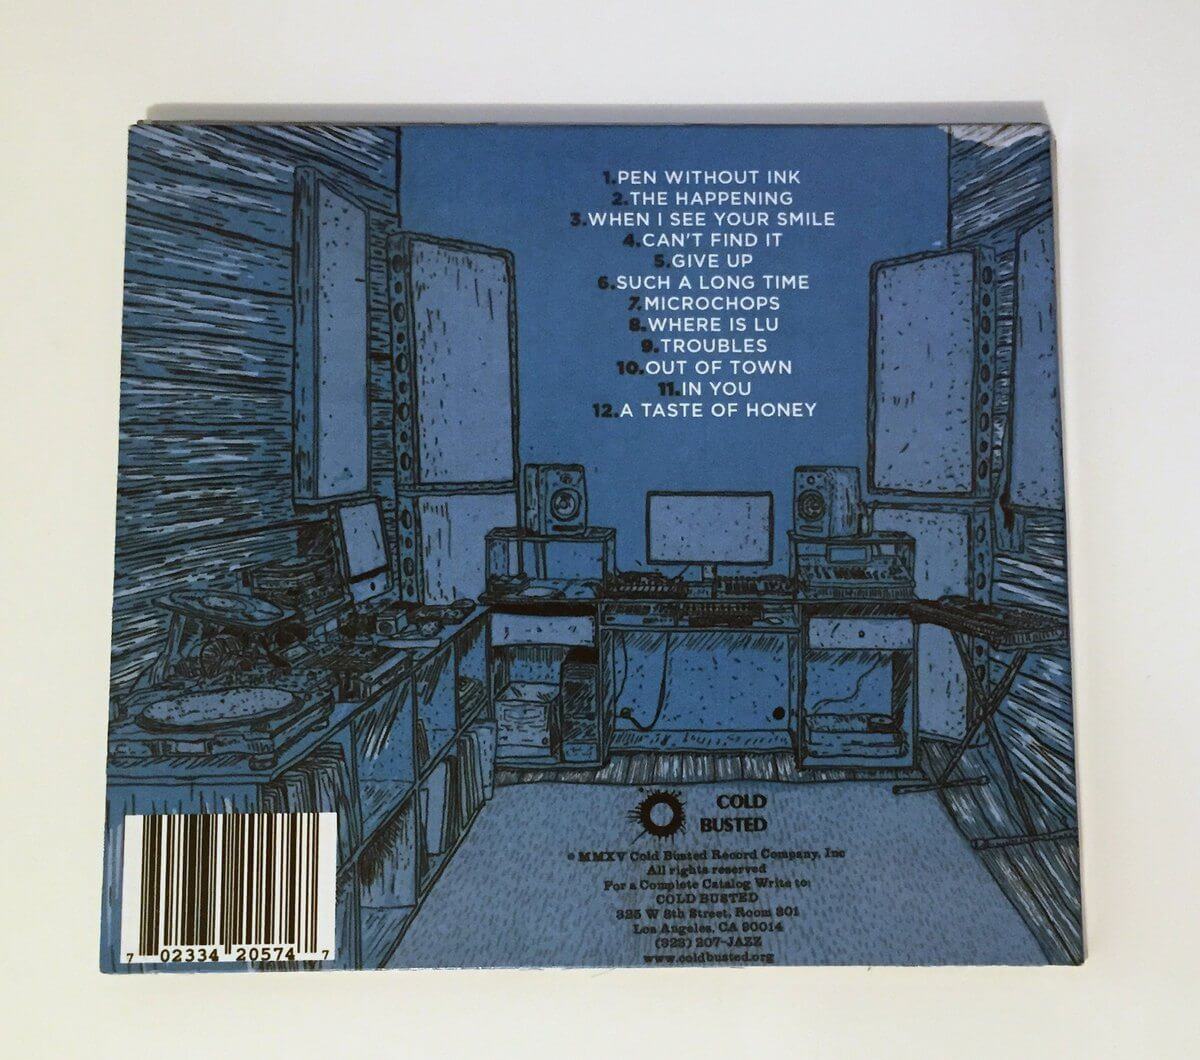 1.PEN WITHOUT INK
2.THE HAPPENING
3.WHEN I SEE YOUR SMILE
4.CAN'T FIND IT
5.GIVE UP
6.SUCH A LONG TIME
7.MICROCHOPS
8.WHERE IS LU
9.TROUBLES
10.OUT OF TOWN
11.IN YOU
12.A TASTE OF HONEY
COLD
BUSTED
© MMXV Cold Busted Record Company, Inc
All rights reserved
For a Complete Catalog Write to:
COLD BUSTED
325 W 8th Street, Room 301
Los Angeles, CA 90014
(323) 207-JAZZ
www.coldbusted.org
7 02334 20574 7